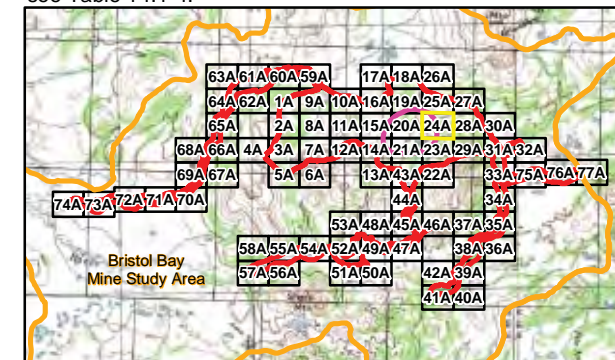 63A 61A 60A 59A 17A 18A 26A
64A 62A 1A 9A 10A 16A 19A 25A 27A
65A 2A 8A 11A 15A 20A 24A 28A 30A
68A 66A 4A 3A 7A 12A 14A 21A 23A 29A 31A 32A
69A 67A 5A 6A 13A 43A 22A 33A 75A 76A 77A
74A 73A 72A 71A 70A 44A 34A
53A 48A 45A 46A 37A 35A
58A 55A 54A 52A 49A 47A 38A 36A
Bristol Bay
Mine Study Area
57A 56A 51A 50A 42A 39A
41A 40A